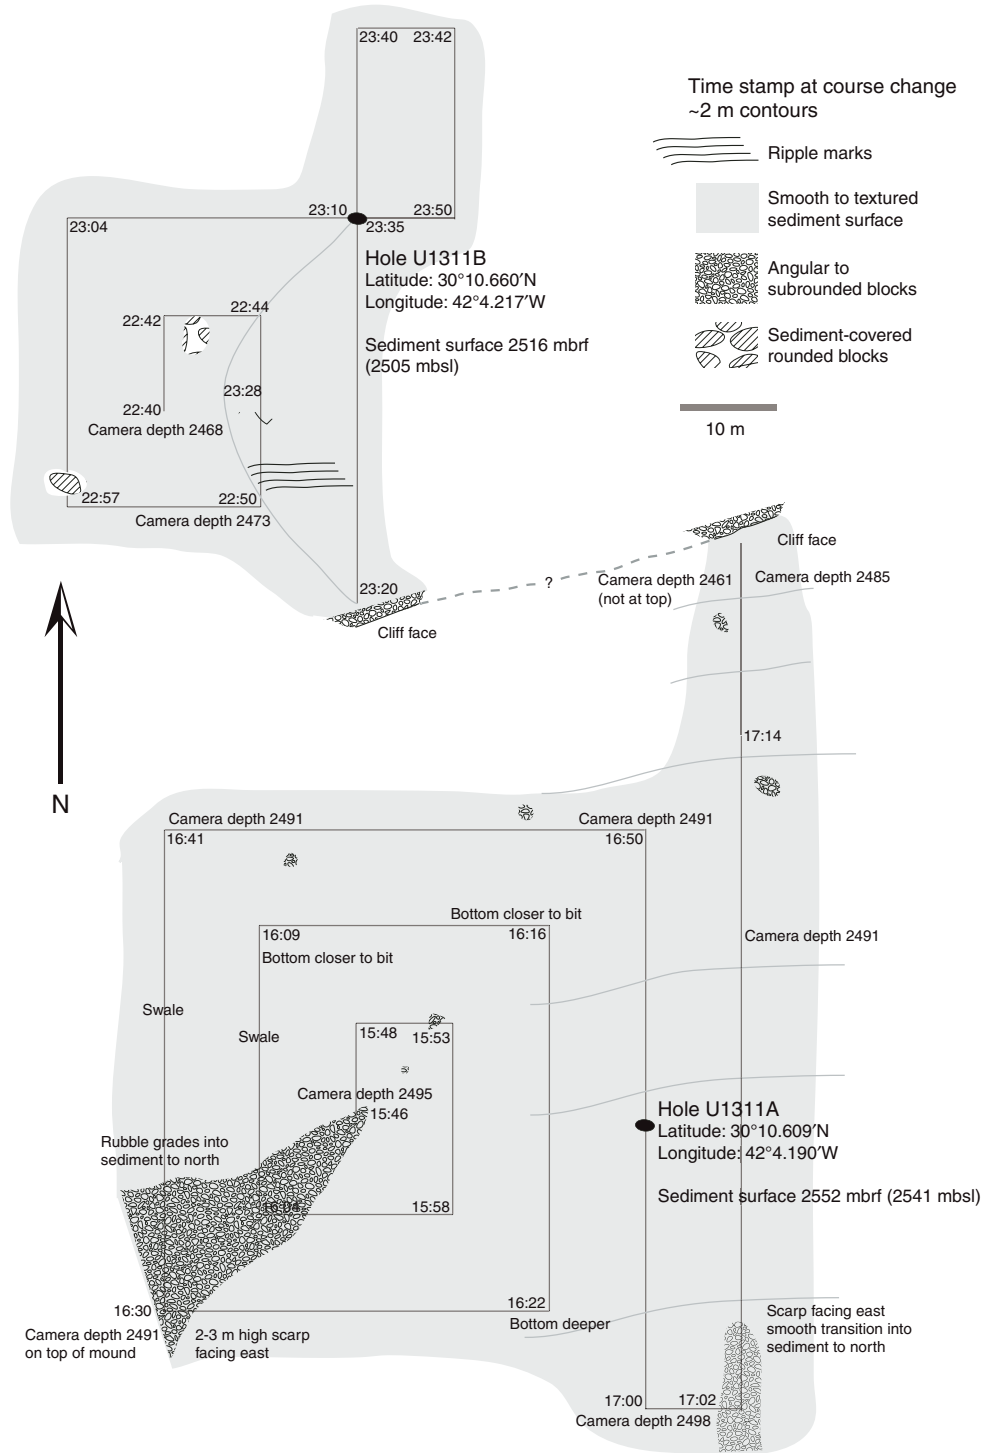 23:40 23:42
Time stamp at course change
~2 m contours
Ripple marks
Smooth to textured
sediment surface
Angular to
subrounded blocks
Sediment-covered
rounded blocks
10 m
23:10
23:50
23:04
23:35
Hole U1311B
Latitude: 30°10.660′N
Longitude: 42°4.217′W
Sediment surface 2516 mbrf
(2505 mbsl)
22:44
22:42
23:28
22:40
Camera depth 2468
22:57
22:50
Camera depth 2473
23:20
Cliff face
?
Cliff face
Camera depth 2461
(not at top)
Camera depth 2485
N
17:14
Camera depth 2491
Camera depth 2491
16:41
16:50
Bottom closer to bit
16:09
16:16
Bottom closer to bit
Camera depth 2491
Swale
Swale
15:48
15:53
Camera depth 2495
15:46
Hole U1311A
Latitude: 30°10.609′N
Longitude: 42°4.190′W
Sediment surface 2552 mbrf (2541 mbsl)
Rubble grades into
sediment to north
16:04
15:58
16:30
16:22
Camera depth 2491
on top of mound
2-3 m high scarp
facing east
Bottom deeper
Scarp facing east
smooth transition into
sediment to north
17:00
17:02
Camera depth 2498